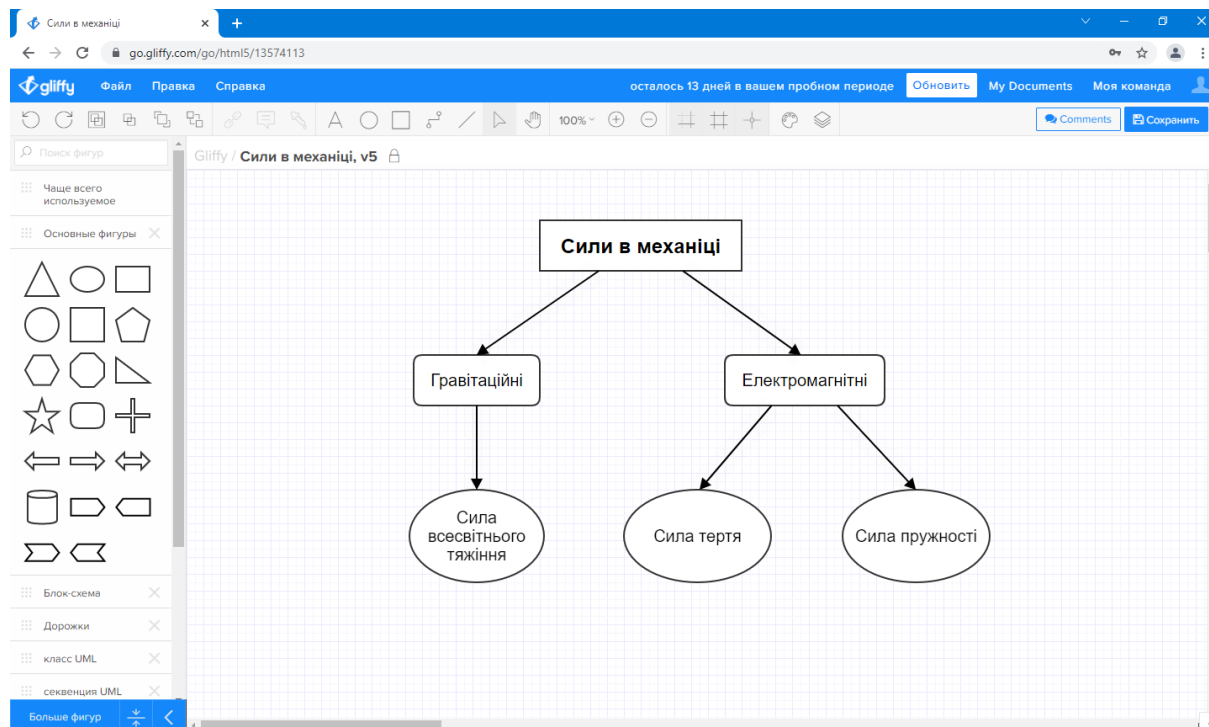 Сили в механіці
go.gliffy.com/go/html5/13574113
gliffy Файл Правка Справка осталось 13 дней в вашем пробном периоде Обновить My Documents Моя команда
100% Comments Сохранить
Поиск фигур
Gliffy / Сили в механіці, v5
Чаще всего
используемое
Основные фигуры
Сили в механіці
Гравітаційні
Електромагнітні
Сила
всесвітнього
тяжіння
Сила тертя
Сила пружності
Блок-схема
Дорожки
класс UML
секвенция UML
Больше фигур